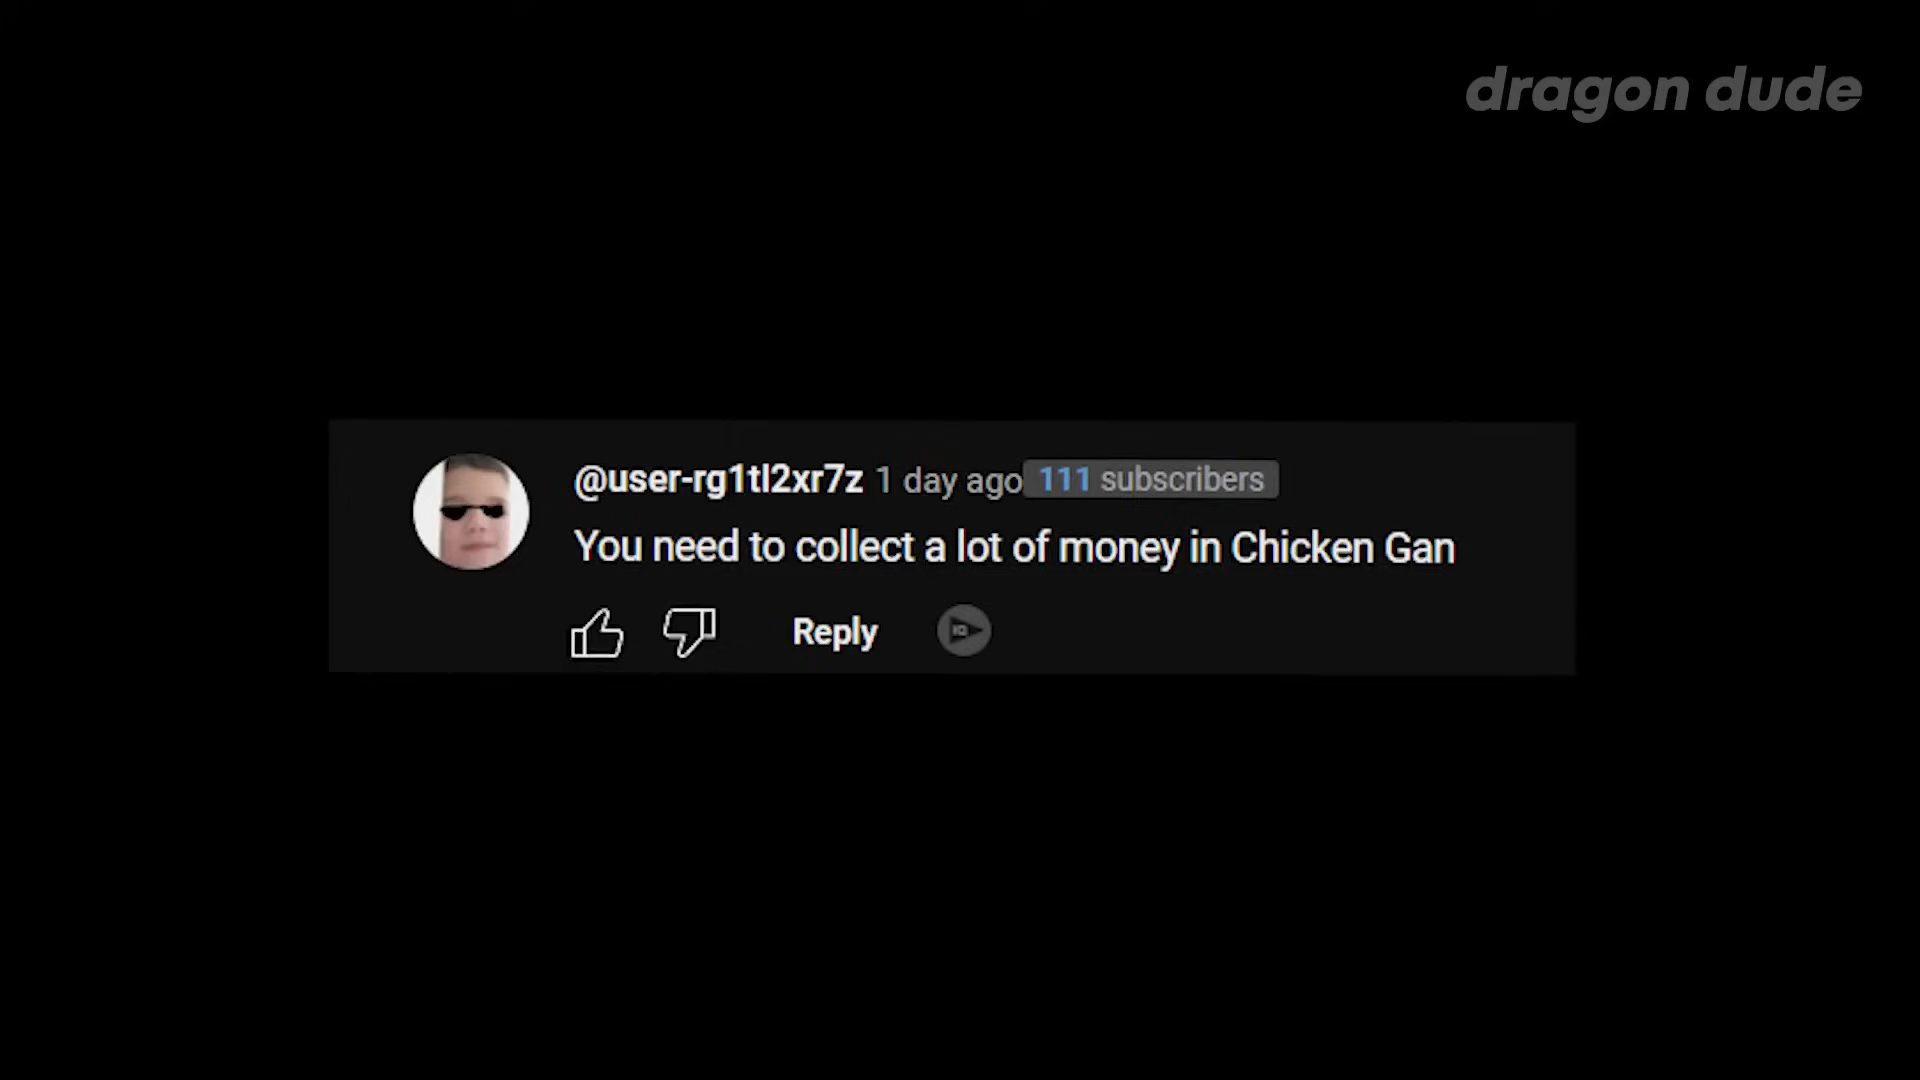 dragon dude
@user-rg1tl2xr7z 1 day ago 111 subscribers
You need to collect a lot of money in Chicken Gan
Reply
IQ